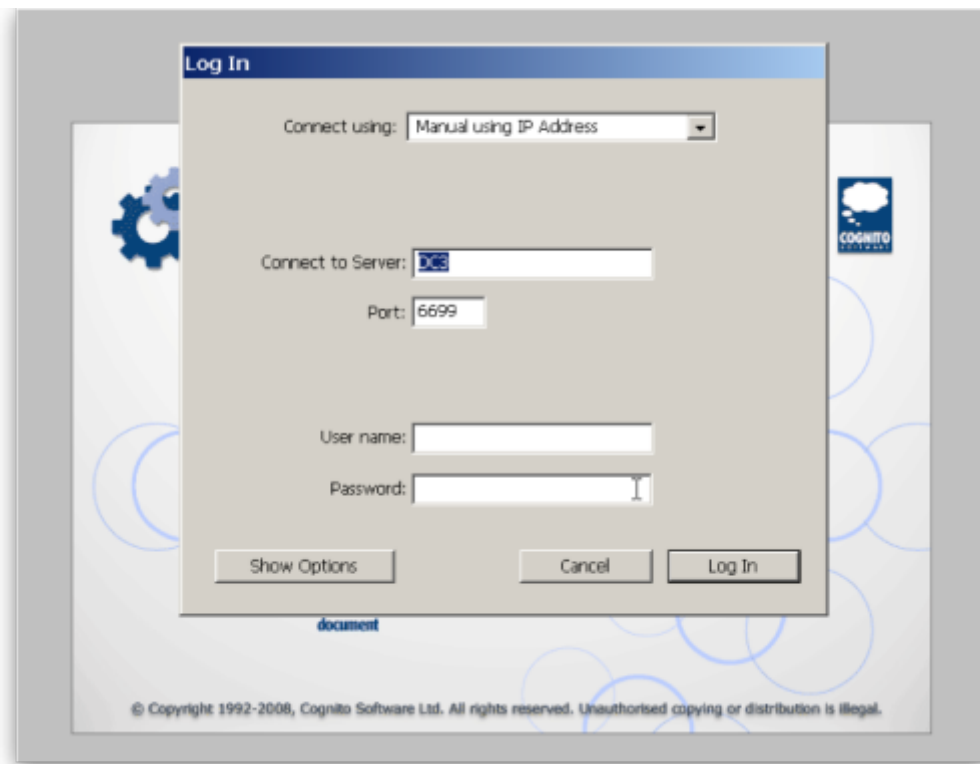 Log In
Connect using: Manual using IP Address
COGNITO
SOFTWARE
Connect to Server: DC3
Port: 6699
User name:
Password:
Show Options Cancel Log In
document
© Copyright 1992-2008, Cognito Software Ltd. All rights reserved. Unauthorised copying or distribution is illegal.